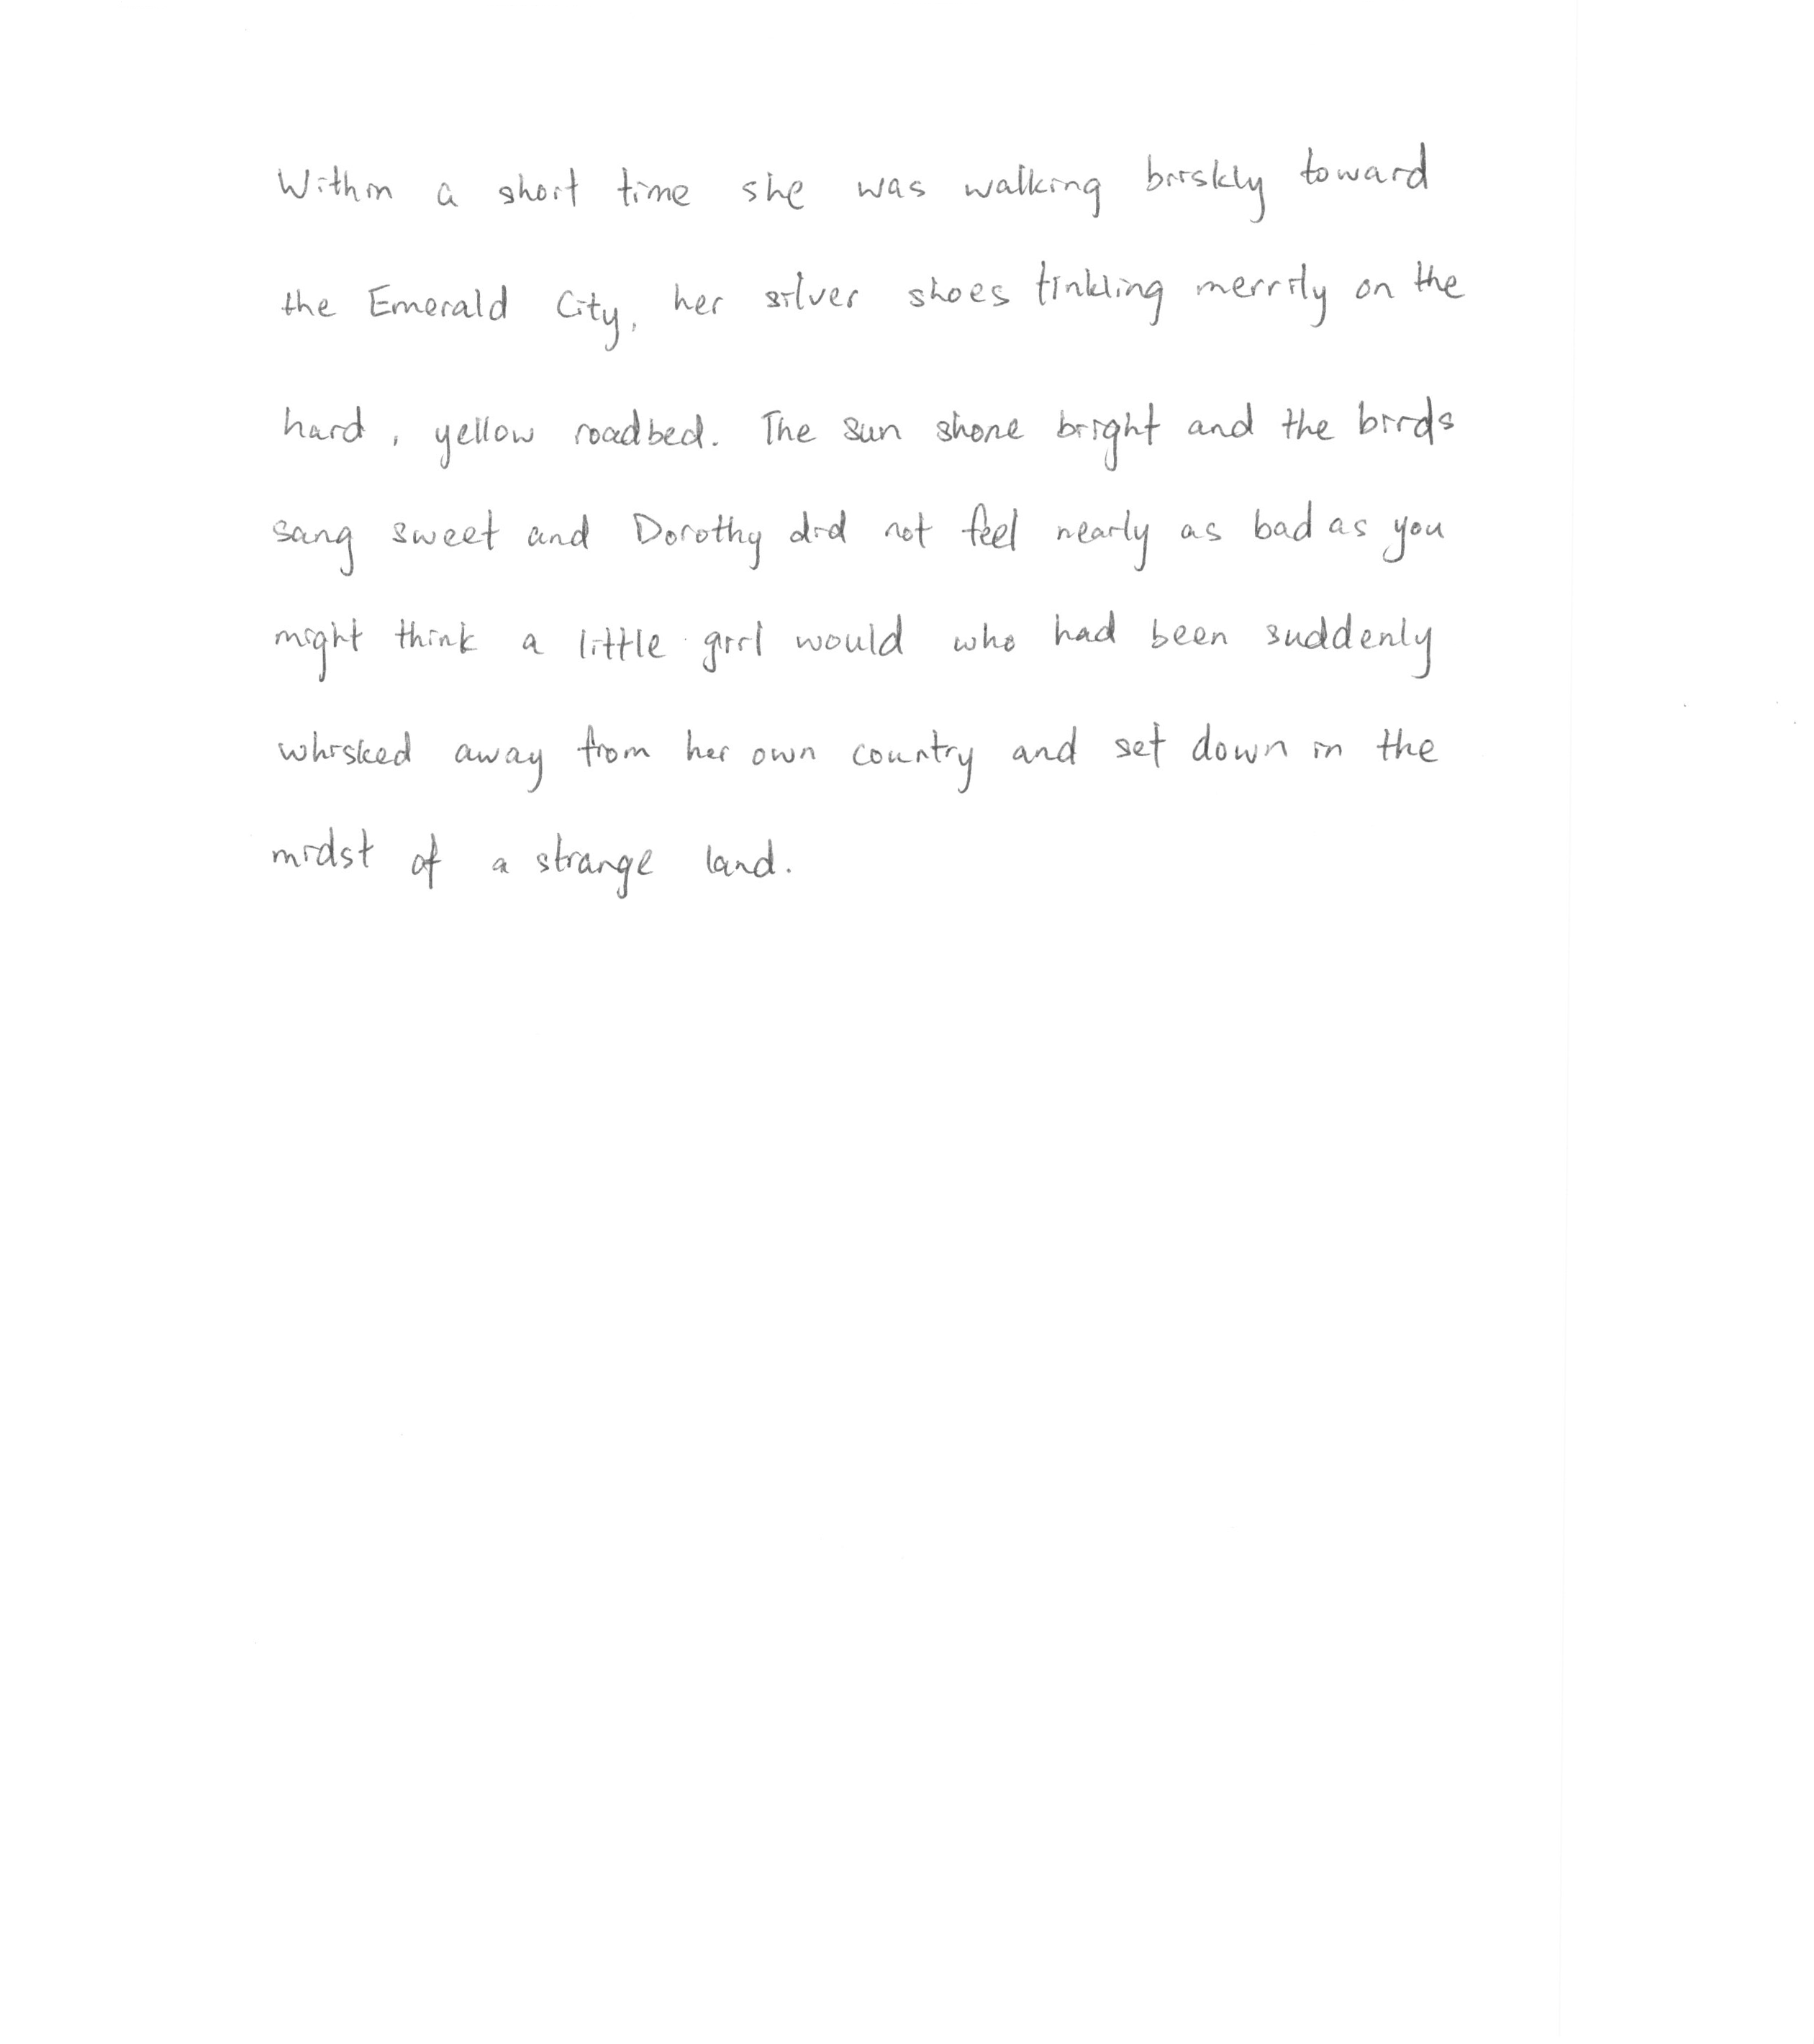 Within a short time she was walking briskly toward
the Emerald City, her silver shoes tinkling merrily on the
hard, yellow roadbed. The sun shone bright and the birds
sang sweet and Dorothy did not feel nearly as bad as you
might think a little girl would who had been suddenly
whisked away from her own country and set down in the
midst of a strange land.